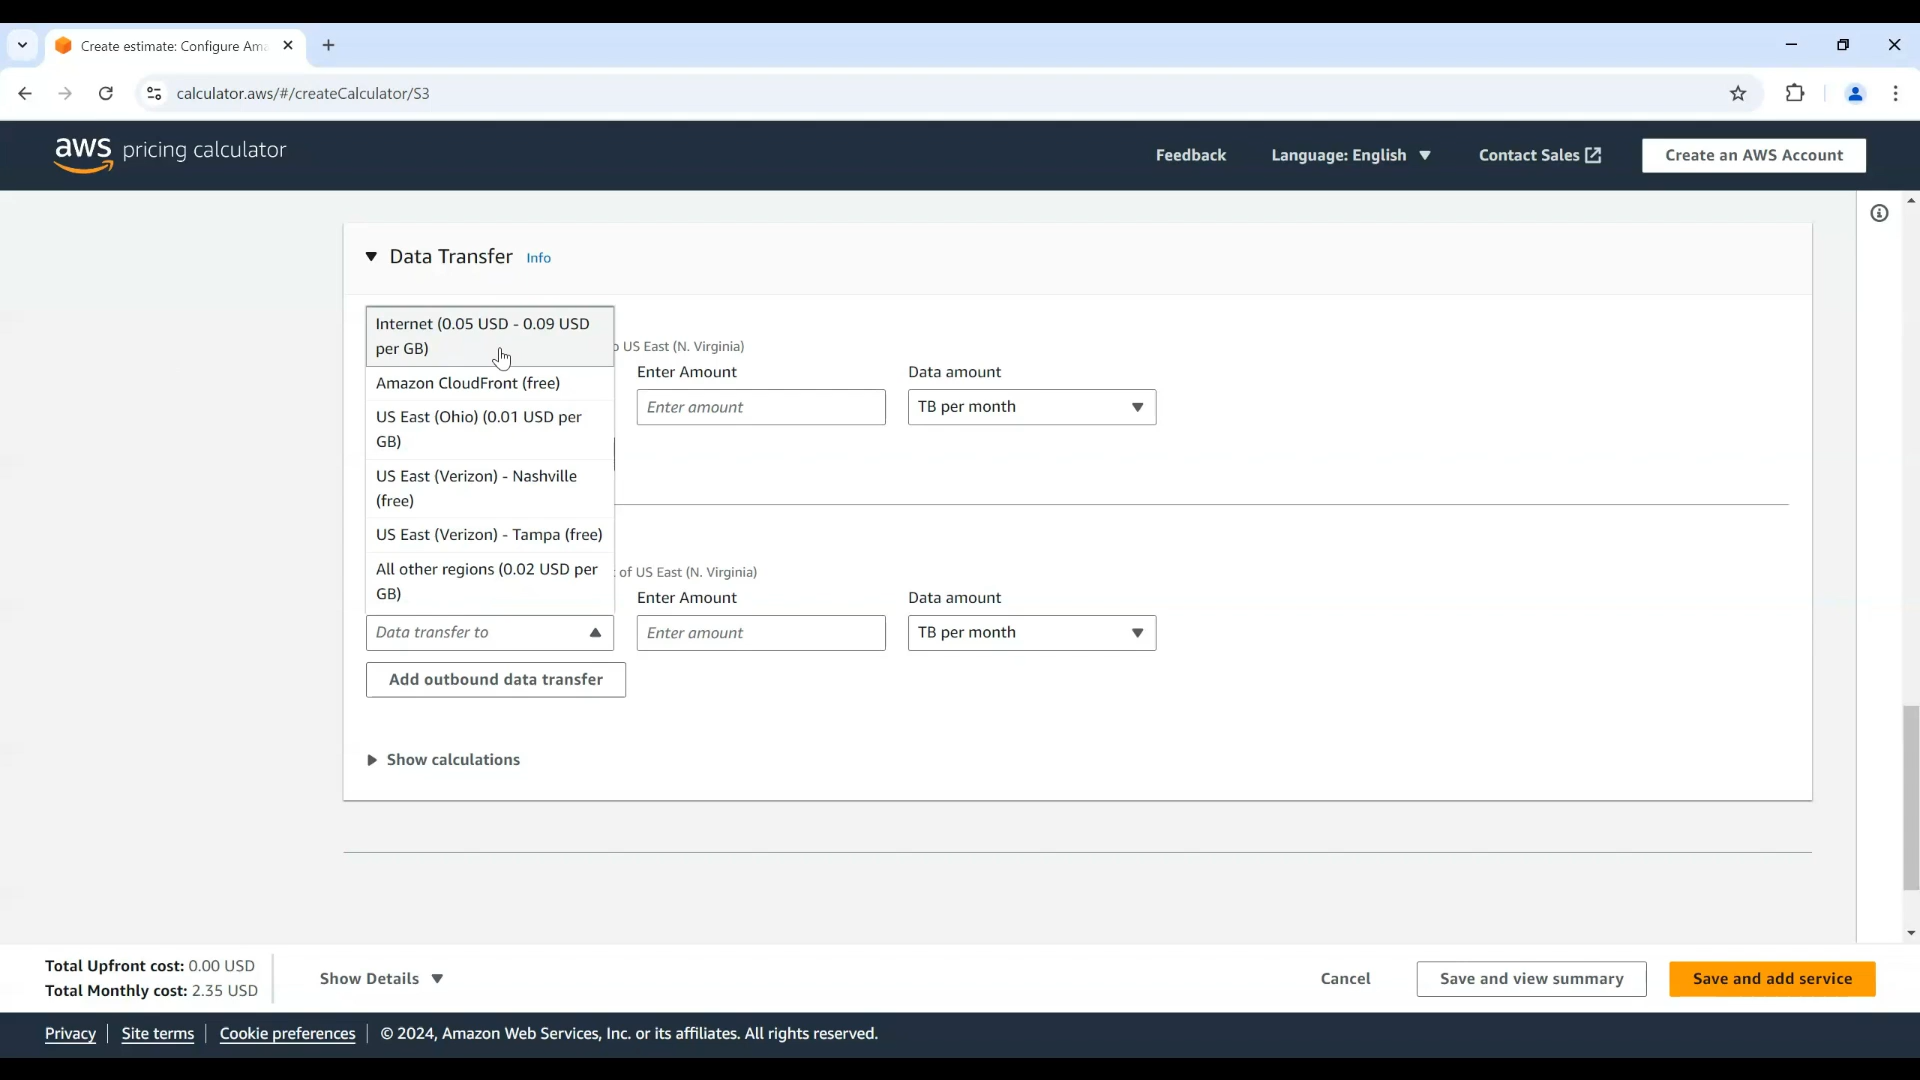 Create estimate: Configure Ama
calculator.aws/#/createCalculator/S3
aws pricing calculator
Feedback
Language: English
Contact Sales
Create an AWS Account
Data Transfer Info
Internet (0.05 USD - 0.09 USD
per GB)
Amazon CloudFront (free)
US East (Ohio) (0.01 USD per
GB)
US East (Verizon) - Nashville
(free)
US East (Verizon) - Tampa (free)
All other regions (0.02 USD per
GB)
US East (N. Virginia)
Enter Amount
Data amount
Enter amount
TB per month
of US East (N. Virginia)
Enter Amount
Data amount
Data transfer to
Enter amount
TB per month
Add outbound data transfer
Show calculations
Total Upfront cost: 0.00 USD
Total Monthly cost: 2.35 USD
Show Details
Cancel
Save and view summary
Save and add service
Privacy
Site terms
Cookie preferences
© 2024, Amazon Web Services, Inc. or its affiliates. All rights reserved.